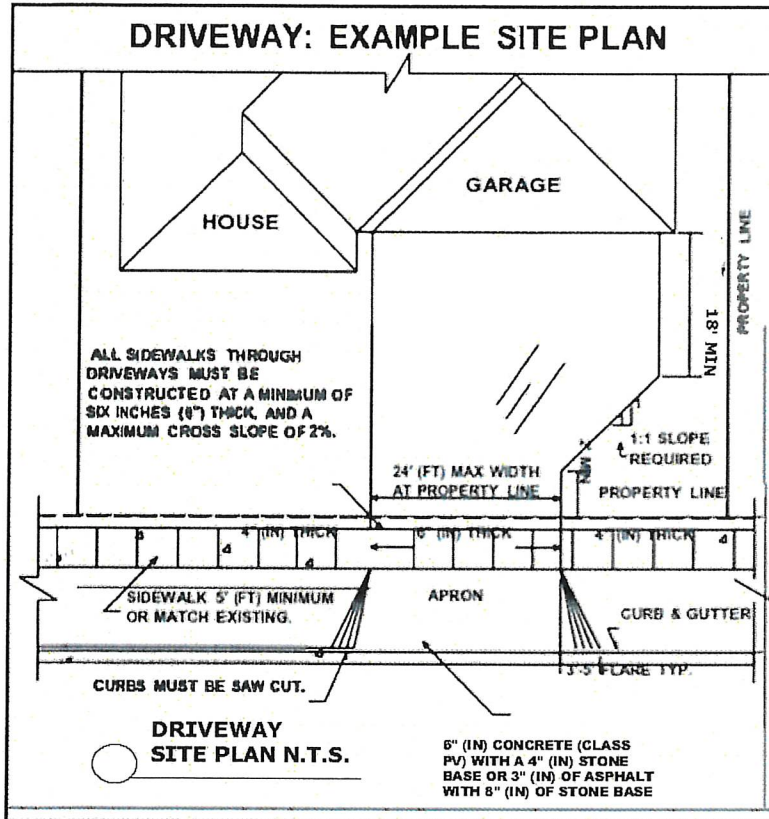 DRIVEWAY: EXAMPLE SITE PLAN
GARAGE
HOUSE
PROPERTY LINE
18' MIN
ALL SIDEWALKS THROUGH
DRIVEWAYS MUST BE
CONSTRUCTED AT A MINIMUM OF
SIX INCHES (6") THICK, AND A
MAXIMUM CROSS SLOPE OF 2%.
1:1 SLOPE
REQUIRED
24' (FT) MAX WIDTH
AT PROPERTY LINE
MIN
PROPERTY LINE
4" (IN) THICK
6" (IN) THICK
4" (IN) THICK
SIDEWALK 5' (FT) MINIMUM
OR MATCH EXISTING.
APRON
CURB & GUTTER
3'-5' FLARE TYP.
CURBS MUST BE SAW CUT.
DRIVEWAY
SITE PLAN N.T.S.
6" (IN) CONCRETE (CLASS
PV) WITH A 4" (IN) STONE
BASE OR 3" (IN) OF ASPHALT
WITH 8" (IN) OF STONE BASE